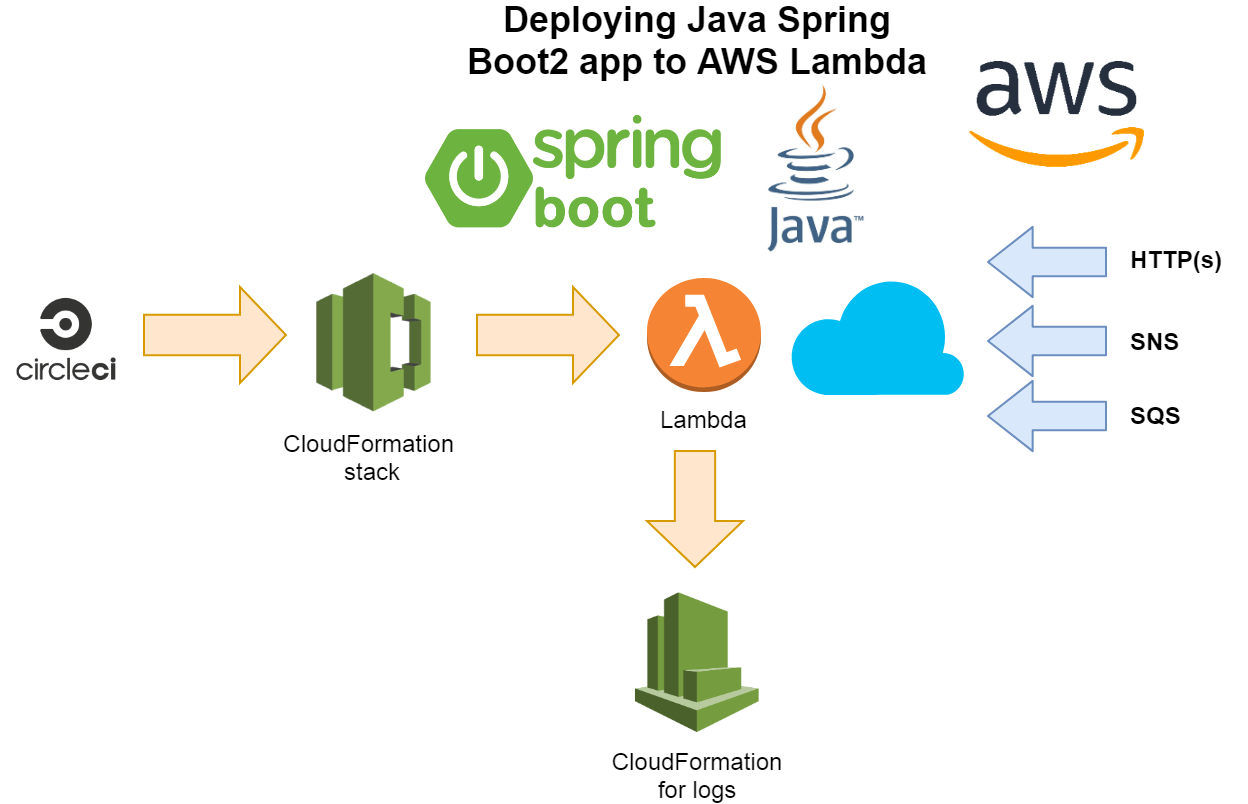 Deploying Java Spring
Boot2 app to AWS Lambda
aws
spring
boot
Java™
HTTP(s)
circleci
SNS
Lambda
SQS
CloudFormation
stack
CloudFormation
for logs